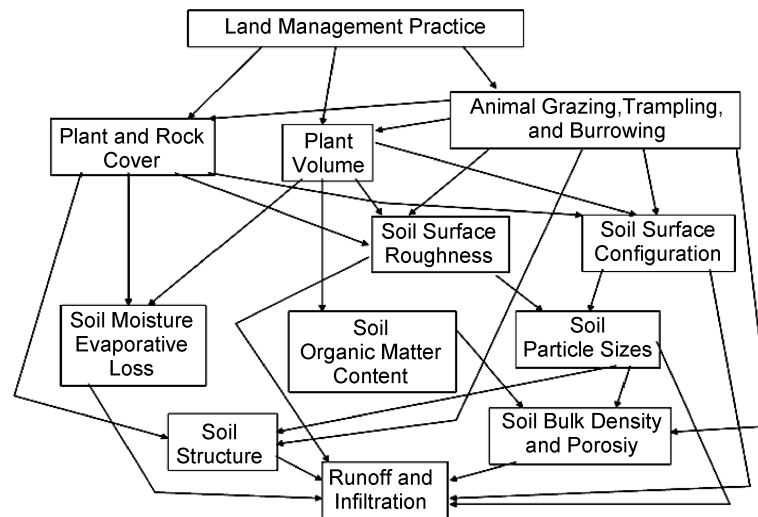 Land Management Practice
Animal Grazing,Trampling,
and Burrowing
Plant and Rock
Cover
Plant
Volume
Soil Surface
Roughness
Soil Surface
Configuration
Soil Moisture
Evaporative
Loss
Soil
Organic Matter
Content
Soil
Particle Sizes
Soil Bulk Density
and Porosiy
Soil
Structure
Runoff and
Infiltration